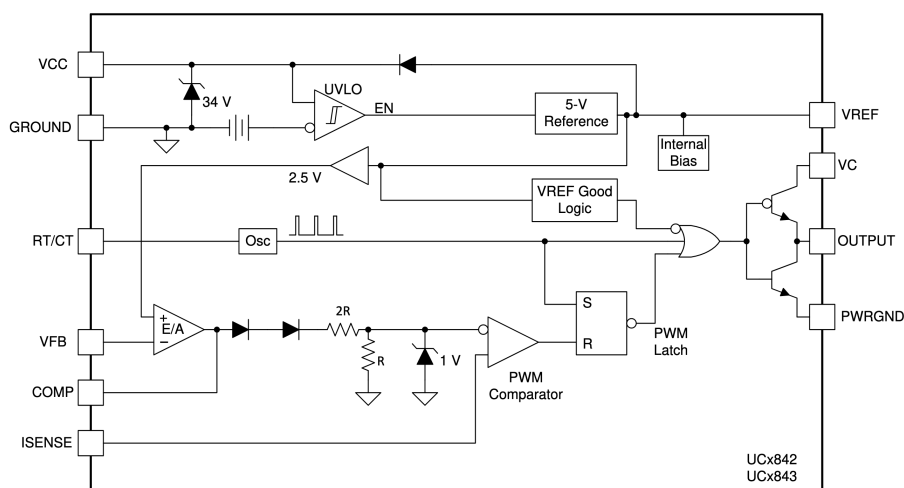 VCC
34 V
UVLO
EN
5-V
Reference
GROUND
VREF
Internal
Bias
2.5 V
VC
VREF Good
Logic
RT/CT
Osc
OUTPUT
S
R
PWM
Latch
PWRGND
+
E/A
−
2R
R
1 V
VFB
PWM
Comparator
COMP
ISENSE
UCx842
UCx843